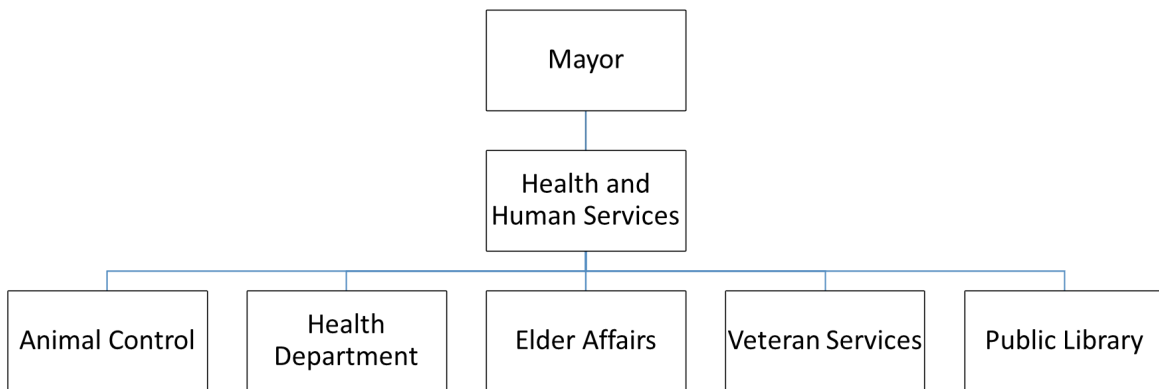 Mayor
Health and
Human Services
Animal Control
Health
Department
Elder Affairs
Veteran Services
Public Library